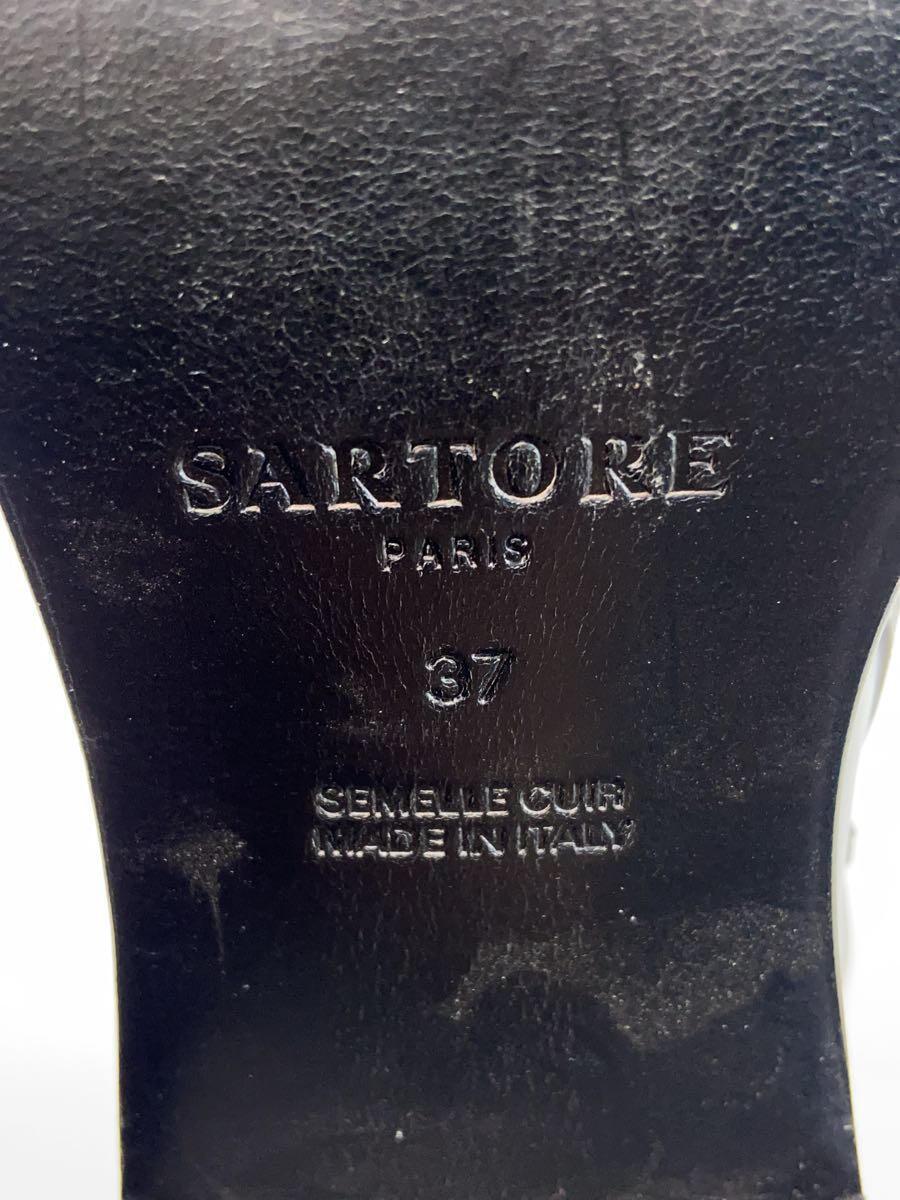 SARTORE
PARIS
37
SEMELLE CUIR
MADE IN ITALY